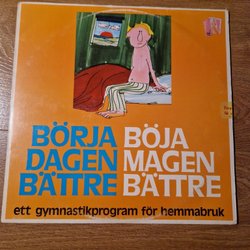 BÖRJA BÖJA
DAGEN MAGEN
BÄTTRE BÄTTRE
ett gymnastikprogram för hemmabruk